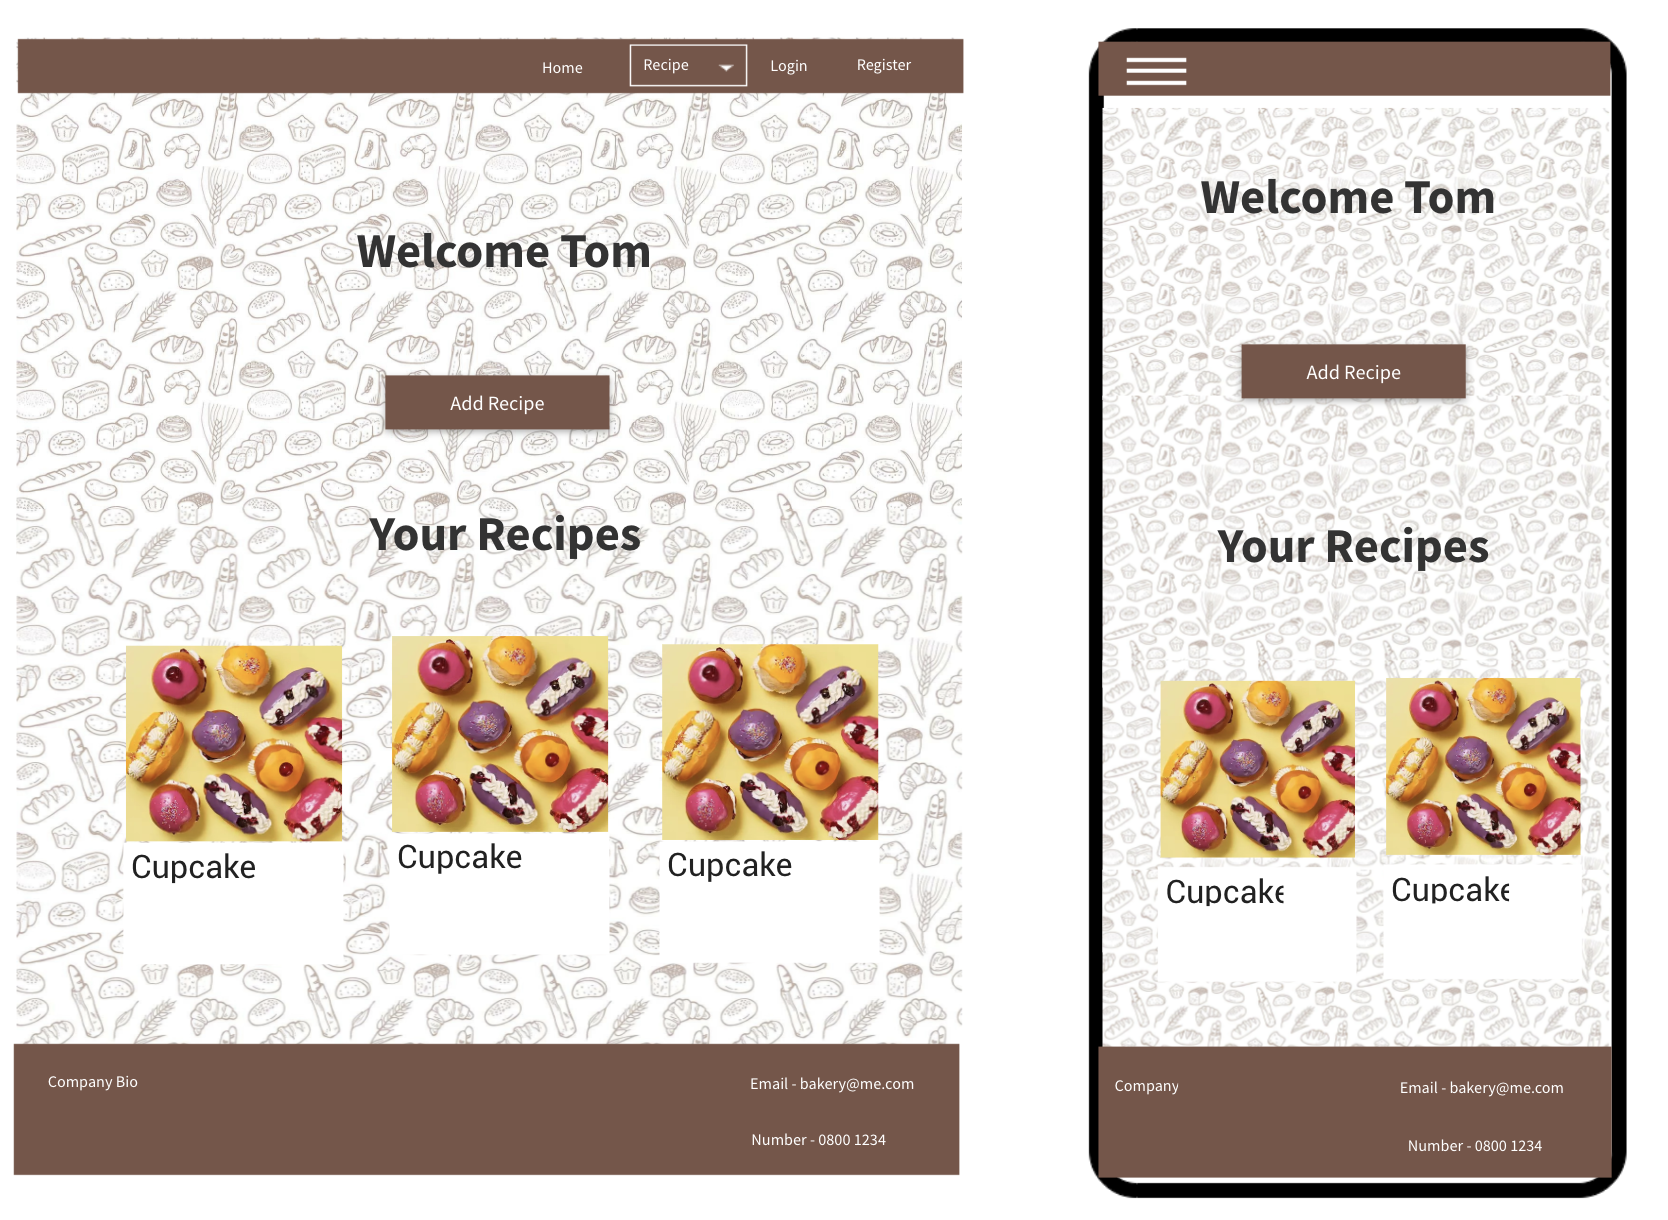 Home Recipe Login Register
Welcome Tom
Add Recipe
Your Recipes
Cupcake Cupcake Cupcake
Company Bio
Email - bakery@me.com
Number - 0800 1234
Welcome Tom
Add Recipe
Your Recipes
Cupcake Cupcake
Company
Email - bakery@me.com
Number - 0800 1234